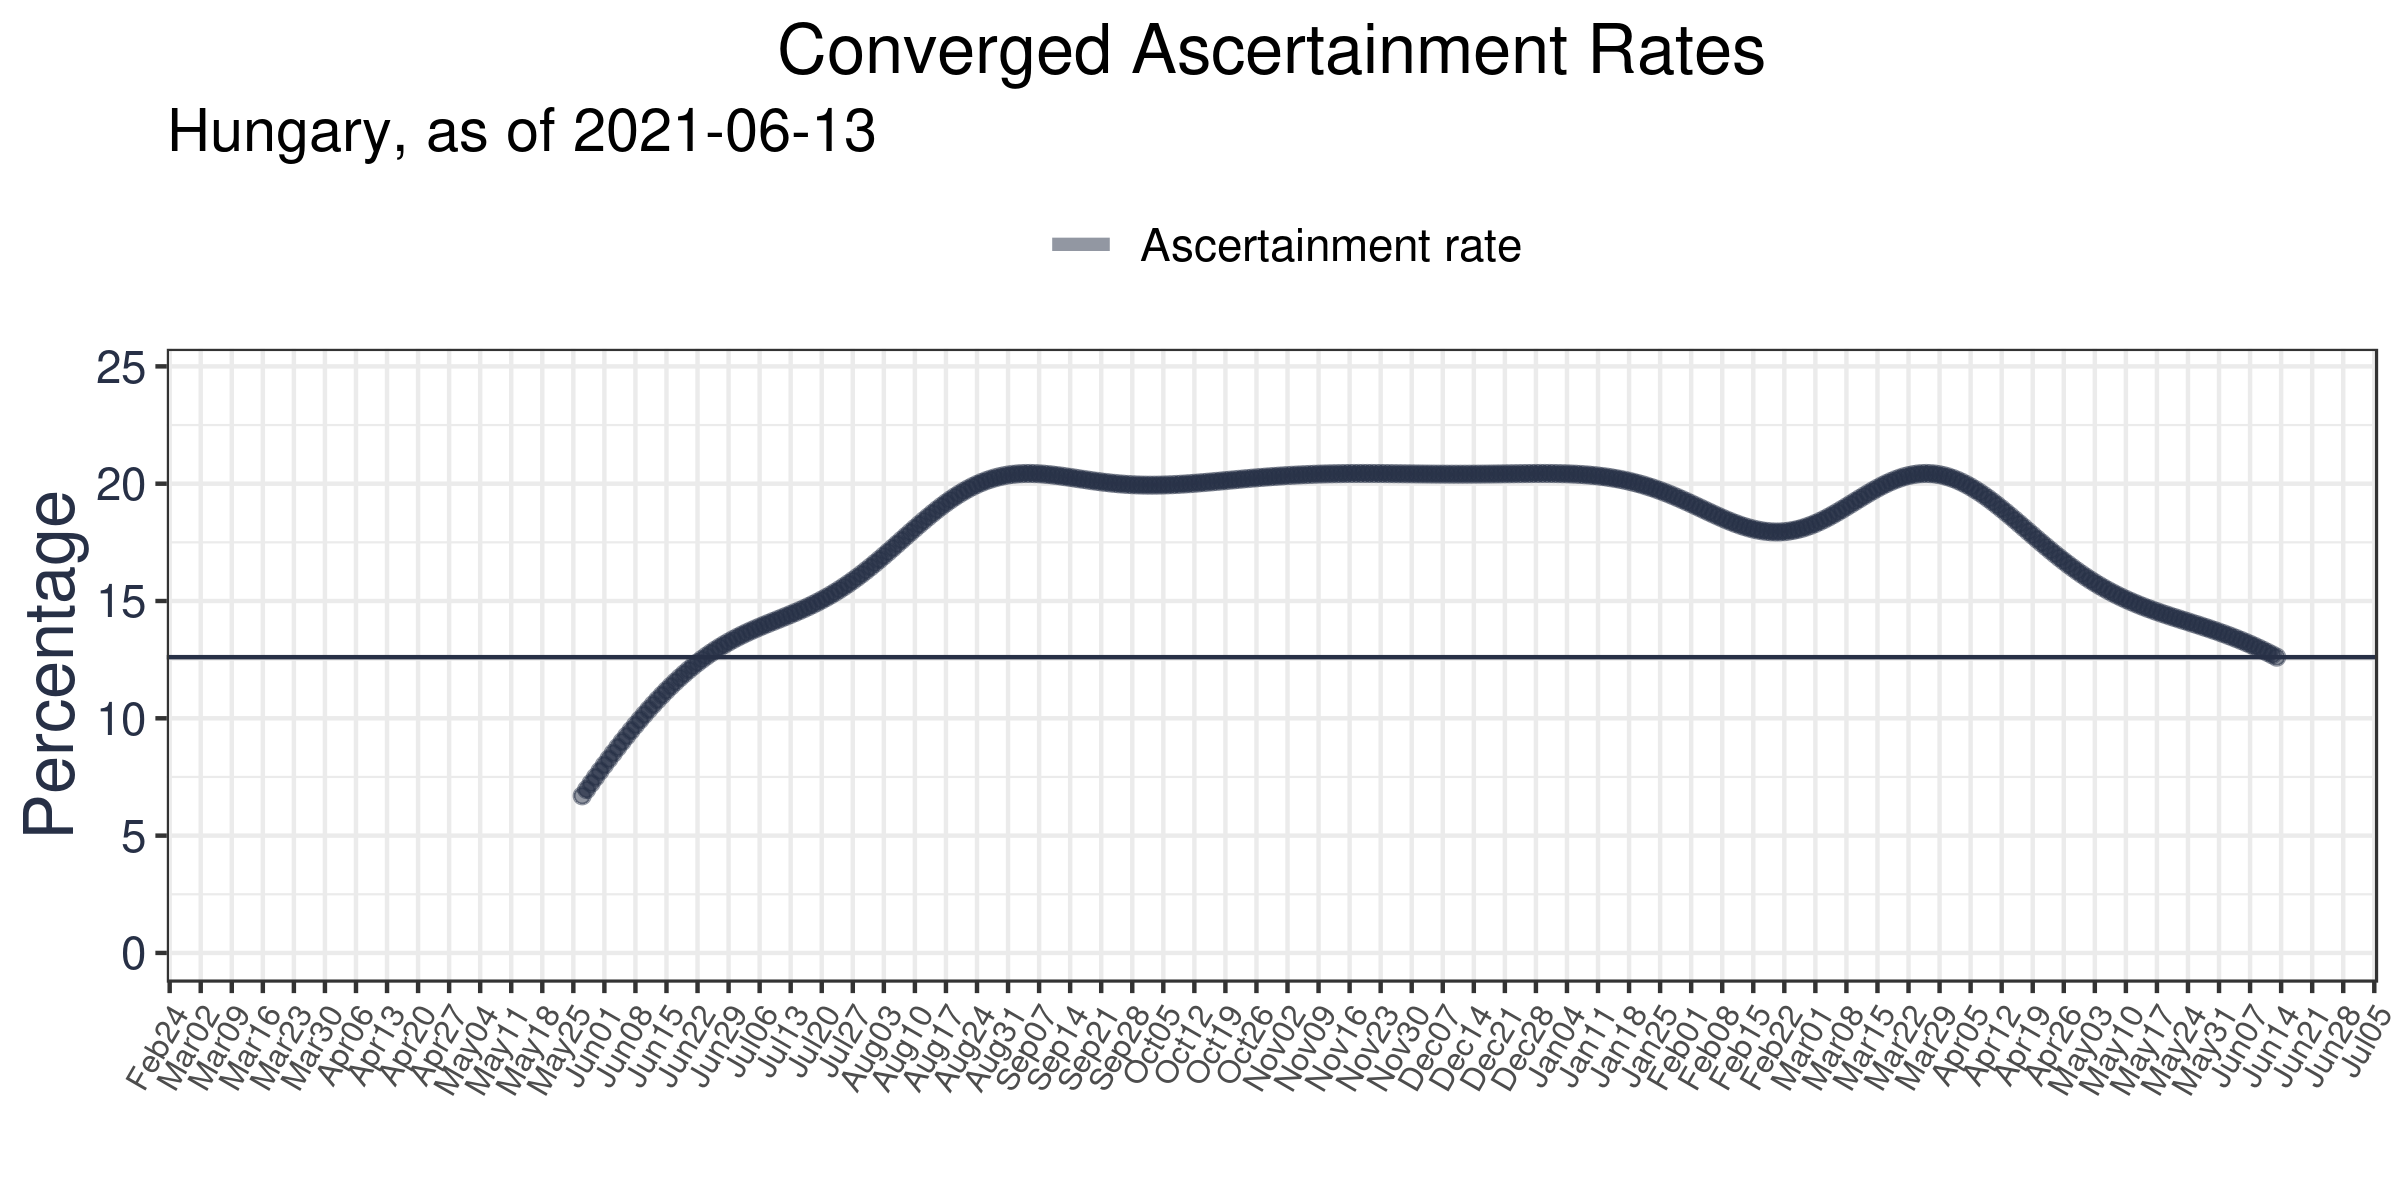 Converged Ascertainment Rates
Hungary, as of 2021-06-13
Ascertainment rate
Percentage
25
20
15
10
5
0
Feb24
Mar02
Mar09
Mar16
Mar23
Mar30
Apr06
Apr13
Apr20
Apr27
May04
May11
May18
May25
Jun01
Jun08
Jun15
Jun22
Jun29
Jul06
Jul13
Jul20
Jul27
Aug03
Aug10
Aug17
Aug24
Aug31
Sep07
Sep14
Sep21
Sep28
Oct05
Oct12
Oct19
Oct26
Nov02
Nov09
Nov16
Nov23
Nov30
Dec07
Dec14
Dec21
Dec28
Jan04
Jan11
Jan18
Jan25
Feb01
Feb08
Feb15
Feb22
Mar01
Mar08
Mar15
Mar22
Mar29
Apr05
Apr12
Apr19
Apr26
May03
May10
May17
May24
May31
Jun07
Jun14
Jun21
Jun28
Jul05